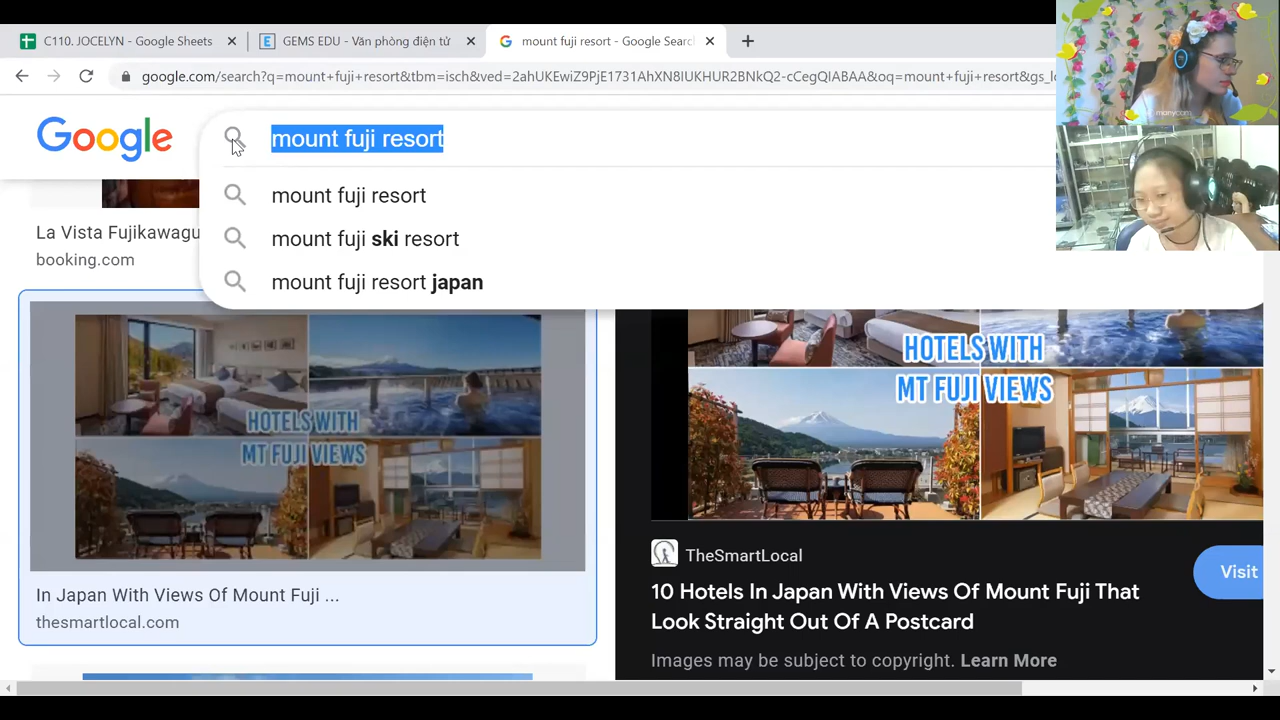 C110. JOCELYN - Google Sheets
GEMS EDU - Văn phòng điện tử
mount fuji resort - Google Searc
google.com/search?q=mount+fuji+resort&tbm=isch&ved=2ahUKEwiZ9PjE1731AhXN8IUKHUR2BNkQ2-cCegQIABAA&oq=mount+fuji+resort&gs_lc
Google
mount fuji resort
mount fuji resort
mount fuji ski resort
mount fuji resort japan
La Vista Fujikawagu
booking.com
HOTELS WITH
MT FUJI VIEWS
In Japan With Views Of Mount Fuji ...
thesmartlocal.com
HOTELS WITH
MT FUJI VIEWS
TheSmartLocal
Visit
10 Hotels In Japan With Views Of Mount Fuji That
Look Straight Out Of A Postcard
Images may be subject to copyright. Learn More
manycam